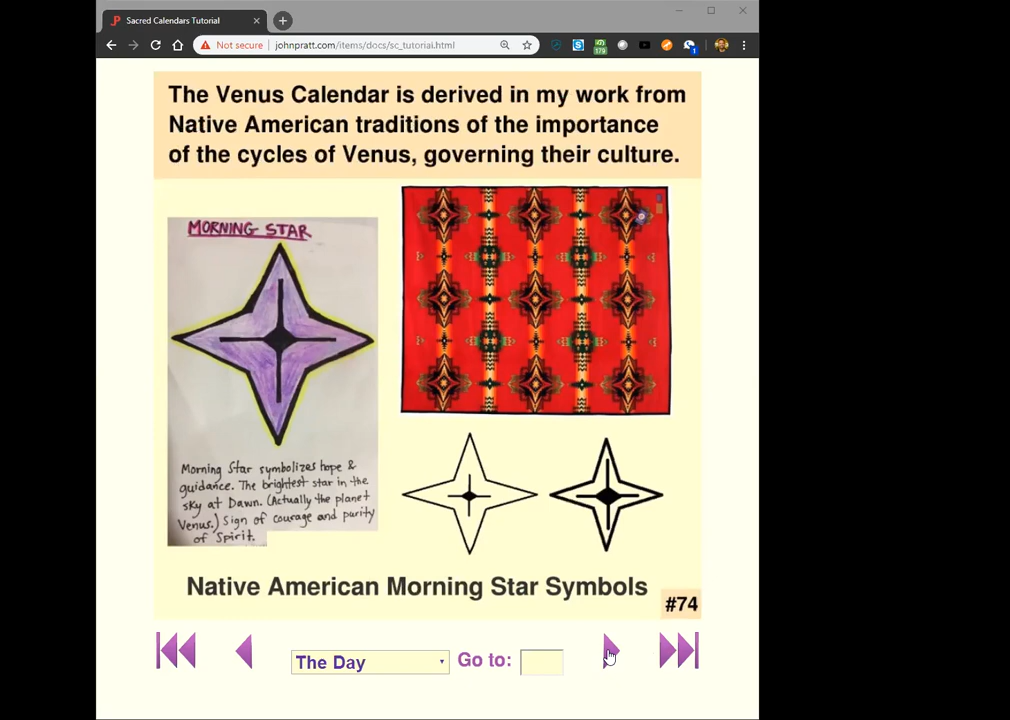 Sacred Calendars Tutorial
Not secure | johnpratt.com/items/docs/sc_tutorial.html
179
1
The Venus Calendar is derived in my work from
Native American traditions of the importance
of the cycles of Venus, governing their culture.
MORNING STAR
Morning Star symbolizes hope &
guidance. The brightest star in the
sky at Dawn. (Actually the planet
Venus.) Sign of courage and purity
of Spirit.
Native American Morning Star Symbols
#74
The Day
Go to: